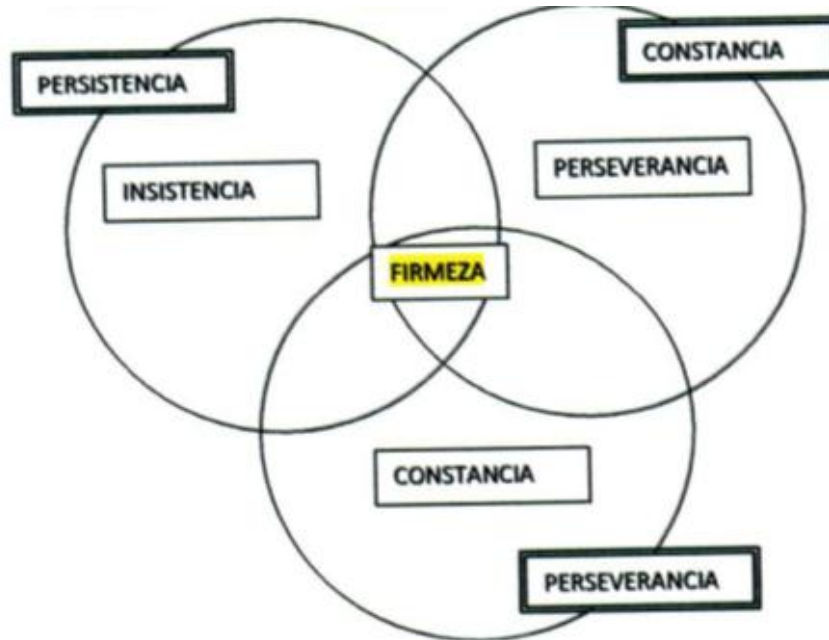 PERSISTENCIA
CONSTANCIA
INSISTENCIA
PERSEVERANCIA
FIRMEZA
CONSTANCIA
PERSEVERANCIA